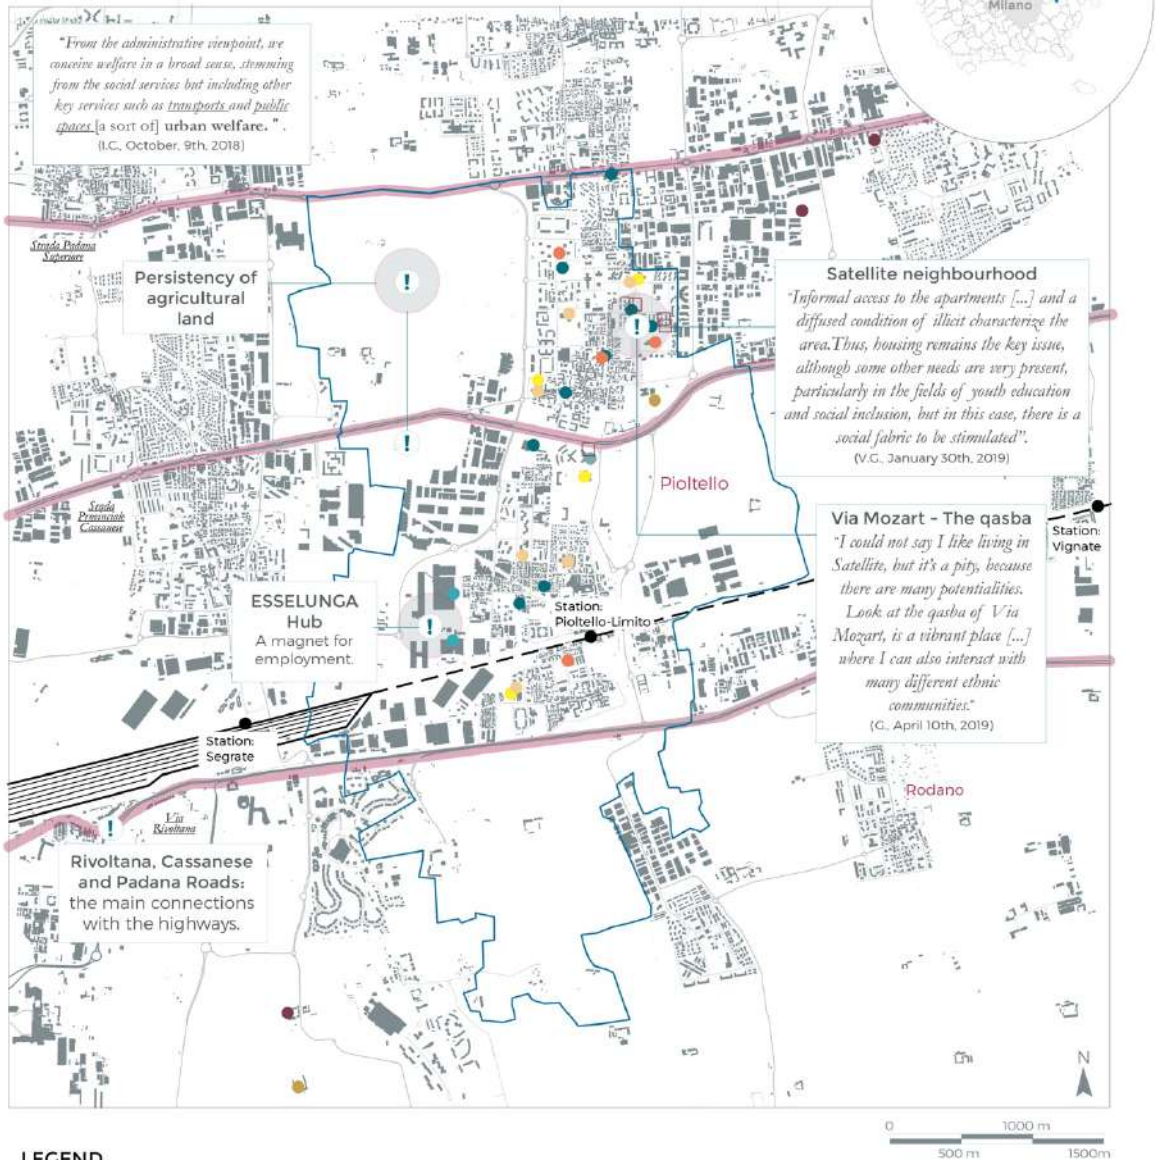 Milano
"From the administrative viewpoint, we
conceive welfare in a broad sense, stemming
from the social services but including other
key services such as transports and public
spaces [a sort of] urban welfare. " .
(I.C., October, 9th, 2018)
Strada Padana
Superiore
Persistency of
agricultural
land
!
!
!
Satellite neighbourhood
"Informal access to the apartments [...] and a
diffused condition of illicit characterize the
area. Thus, housing remains the key issue,
although some other needs are very present,
particularly in the fields of youth education
and social inclusion, but in this case, there is a
social fabric to be stimulated".
(V.G., January 30th, 2019)
Strada
Provinciale
Cassanese
Pioltello
Via Mozart - The qasba
"I could not say I like living in
Satellite, but it's a pity, because
there are many potentialities.
Look at the qasba of Via
Mozart, is a vibrant place [...]
where I can also interact with
many different ethnic
communities."
(G., April 10th, 2019)
Station:
Vignate
ESSELUNGA
Hub
A magnet for
employment.
!
Station:
Pioltello-Limito
Station:
Segrate
Via
Rivoltana
!
Rodano
Rivoltana, Cassanese
and Padana Roads:
the main connections
with the highways.
N
0 1000 m
500 m 1500m
LEGEND